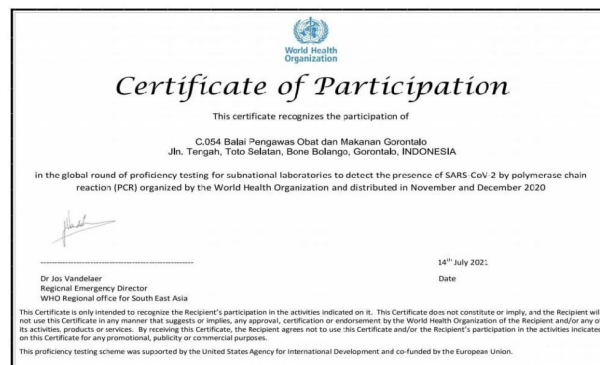 World Health
Organization
Certificate of Participation
This certificate recognizes the participation of
C.054 Balai Pengawas Obat dan Makanan Gorontalo
Jln. Tengah, Toto Selatan, Bone Bolango, Gorontalo, INDONESIA
in the global round of proficiency testing for subnational laboratories to detect the presence of SARS-CoV-2 by polymerase chain
reaction (PCR) organized by the World Health Organization and distributed in November and December 2020
14th July 2021
Dr Jos Vandelaer
Date
Regional Emergency Director
WHO Regional office for South East Asia
This Certificate is only intended to recognize the Recipient's participation in the activities indicated on it. This Certificate does not constitute or imply, and the Recipient will
not use this Certificate in any manner that suggests or implies, any approval, certification or endorsement by the World Health Organization of the Recipient and/or any of
its activities, products or services. By receiving this Certificate, the Recipient agrees not to use this Certificate and/or the Recipient's participation in the activities indicated
on this Certificate for any promotional, publicity or commercial purposes.
This proficiency testing scheme was supported by the United States Agency for International Development and co-funded by the European Union.